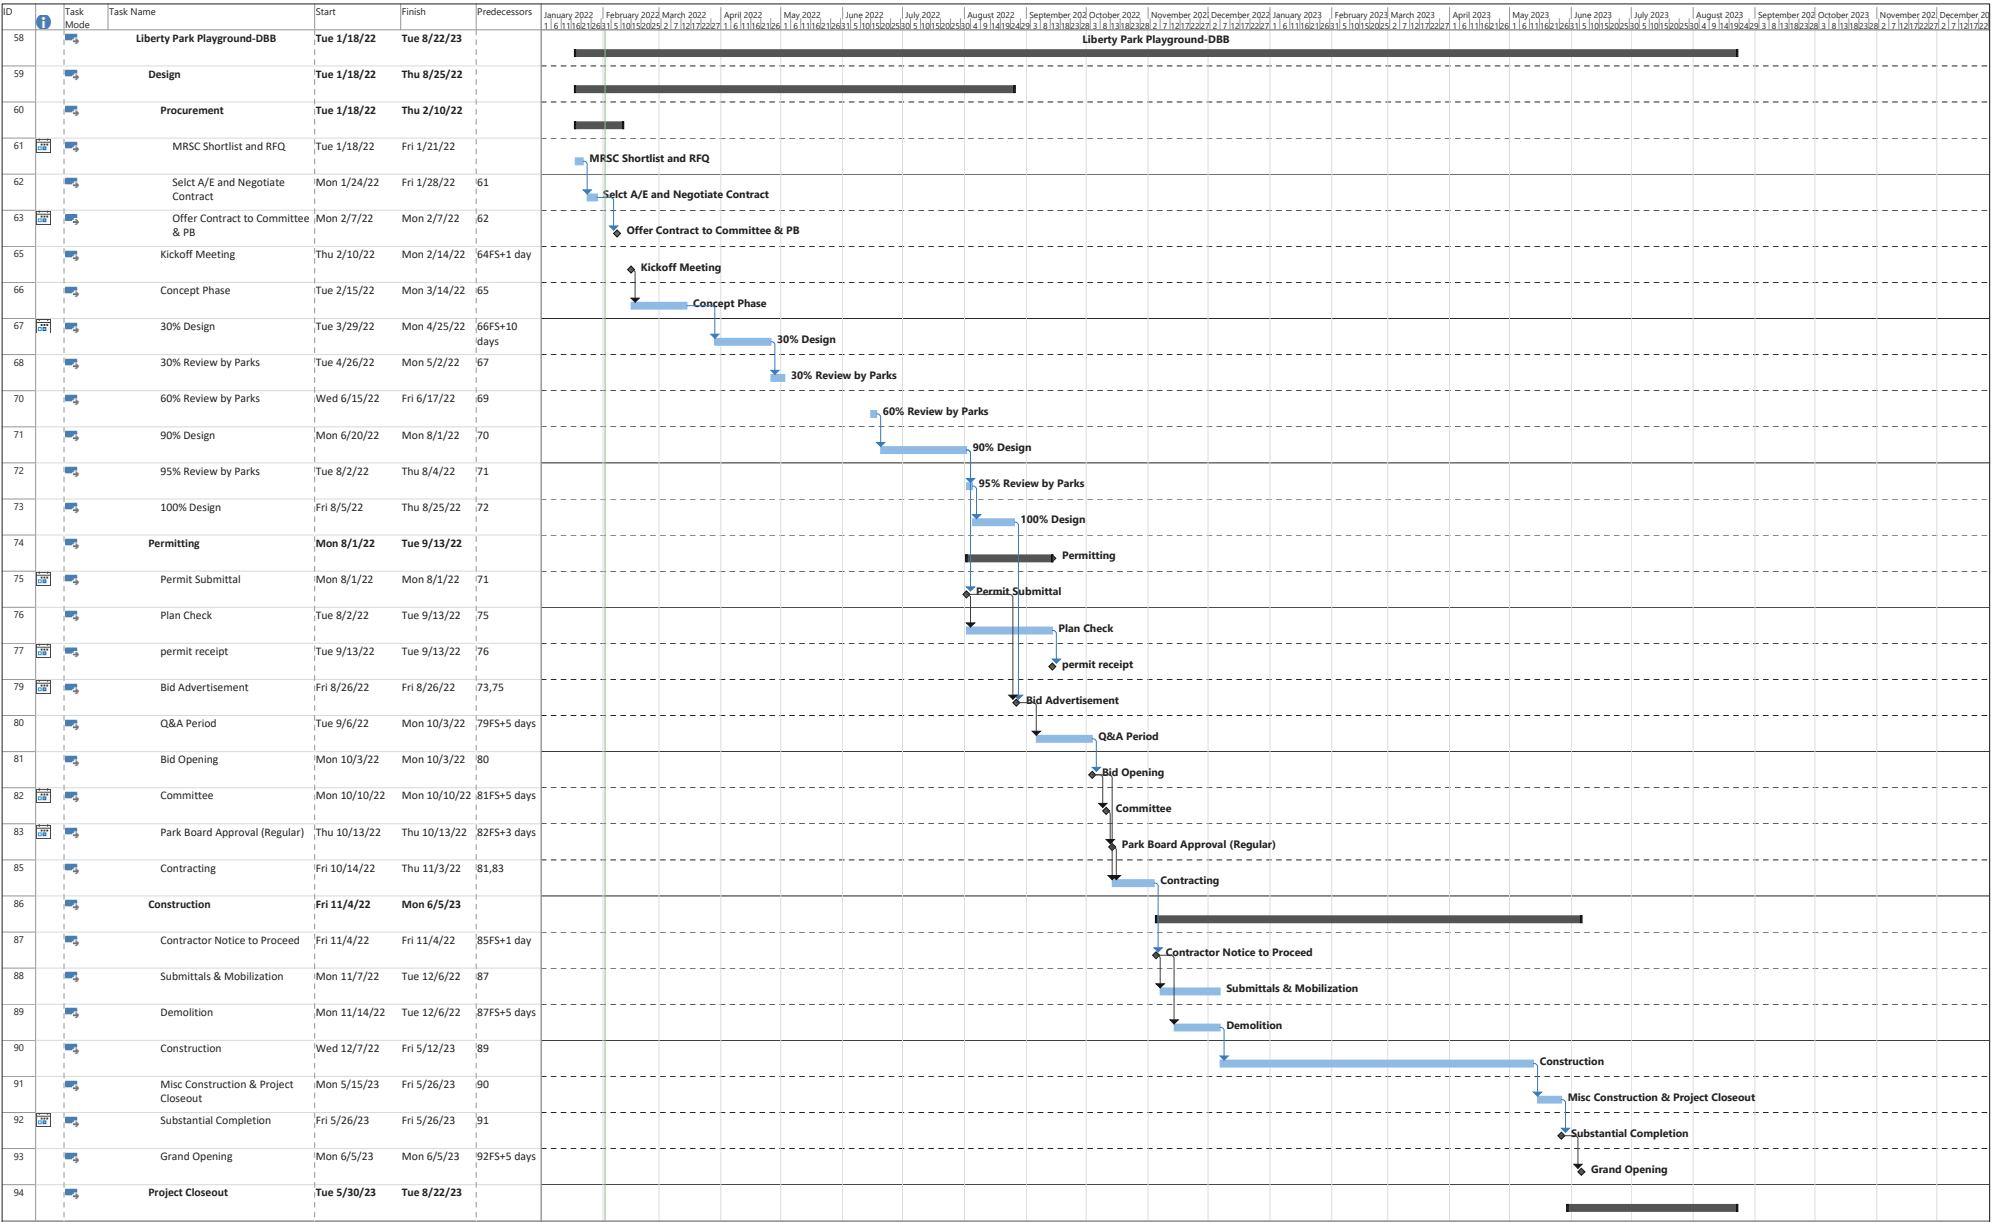 ID Task Mode Task Name Start Finish Predecessors
January 2022 February 2022 March 2022 April 2022 May 2022 June 2022 July 2022 August 2022 September 202 October 2022 November 202 December 202 January 2023 February 202 March 2023 April 2023 May 2023 June 2023 July 2023 August 2023 September 202 October 2023 November 202 December 20
58 Liberty Park Playground-DBB Tue 1/18/22 Tue 8/22/23 Liberty Park Playground-DBB
59 Design Tue 1/18/22 Thu 8/25/22
60 Procurement Tue 1/18/22 Thu 2/10/22
61 MRSC Shortlist and RFQ Tue 1/18/22 Fri 1/21/22 MRSC Shortlist and RFQ
62 Selct A/E and Negotiate Contract Mon 1/24/22 Fri 1/28/22 61 Selct A/E and Negotiate Contract
63 Offer Contract to Committee & PB Mon 2/7/22 Mon 2/7/22 62 Offer Contract to Committee & PB
65 Kickoff Meeting Thu 2/10/22 Mon 2/14/22 64FS+1 day Kickoff Meeting
66 Concept Phase Tue 2/15/22 Mon 3/14/22 65 Concept Phase
67 30% Design Tue 3/29/22 Mon 4/25/22 66FS+10 days 30% Design
68 30% Review by Parks Tue 4/26/22 Mon 5/2/22 67 30% Review by Parks
70 60% Review by Parks Wed 6/15/22 Fri 6/17/22 69 60% Review by Parks
71 90% Design Mon 6/20/22 Mon 8/1/22 70 90% Design
72 95% Review by Parks Tue 8/2/22 Thu 8/4/22 71 95% Review by Parks
73 100% Design Fri 8/5/22 Thu 8/25/22 72 100% Design
74 Permitting Mon 8/1/22 Tue 9/13/22 Permitting
75 Permit Submittal Mon 8/1/22 Mon 8/1/22 71 Permit Submittal
76 Plan Check Tue 8/2/22 Tue 9/13/22 75 Plan Check
77 permit receipt Tue 9/13/22 Tue 9/13/22 76 permit receipt
79 Bid Advertisement Fri 8/26/22 Fri 8/26/22 73,75 Bid Advertisement
80 Q&A Period Tue 9/6/22 Mon 10/3/22 79FS+5 days Q&A Period
81 Bid Opening Mon 10/3/22 Mon 10/3/22 80 Bid Opening
82 Committee Mon 10/10/22 Mon 10/10/22 81FS+5 days Committee
83 Park Board Approval (Regular) Thu 10/13/22 Thu 10/13/22 82FS+3 days Park Board Approval (Regular)
85 Contracting Fri 10/14/22 Thu 11/3/22 81,83 Contracting
86 Construction Fri 11/4/22 Mon 6/5/23
87 Contractor Notice to Proceed Fri 11/4/22 Fri 11/4/22 85FS+1 day Contractor Notice to Proceed
88 Submittals & Mobilization Mon 11/7/22 Tue 12/6/22 87 Submittals & Mobilization
89 Demolition Mon 11/14/22 Tue 12/6/22 87FS+5 days Demolition
90 Construction Wed 12/7/22 Fri 5/12/23 89 Construction
91 Misc Construction & Project Closeout Mon 5/15/23 Fri 5/26/23 90 Misc Construction & Project Closeout
92 Substantial Completion Fri 5/26/23 Fri 5/26/23 91 Substantial Completion
93 Grand Opening Mon 6/5/23 Mon 6/5/23 92FS+5 days Grand Opening
94 Project Closeout Tue 5/30/23 Tue 8/22/23